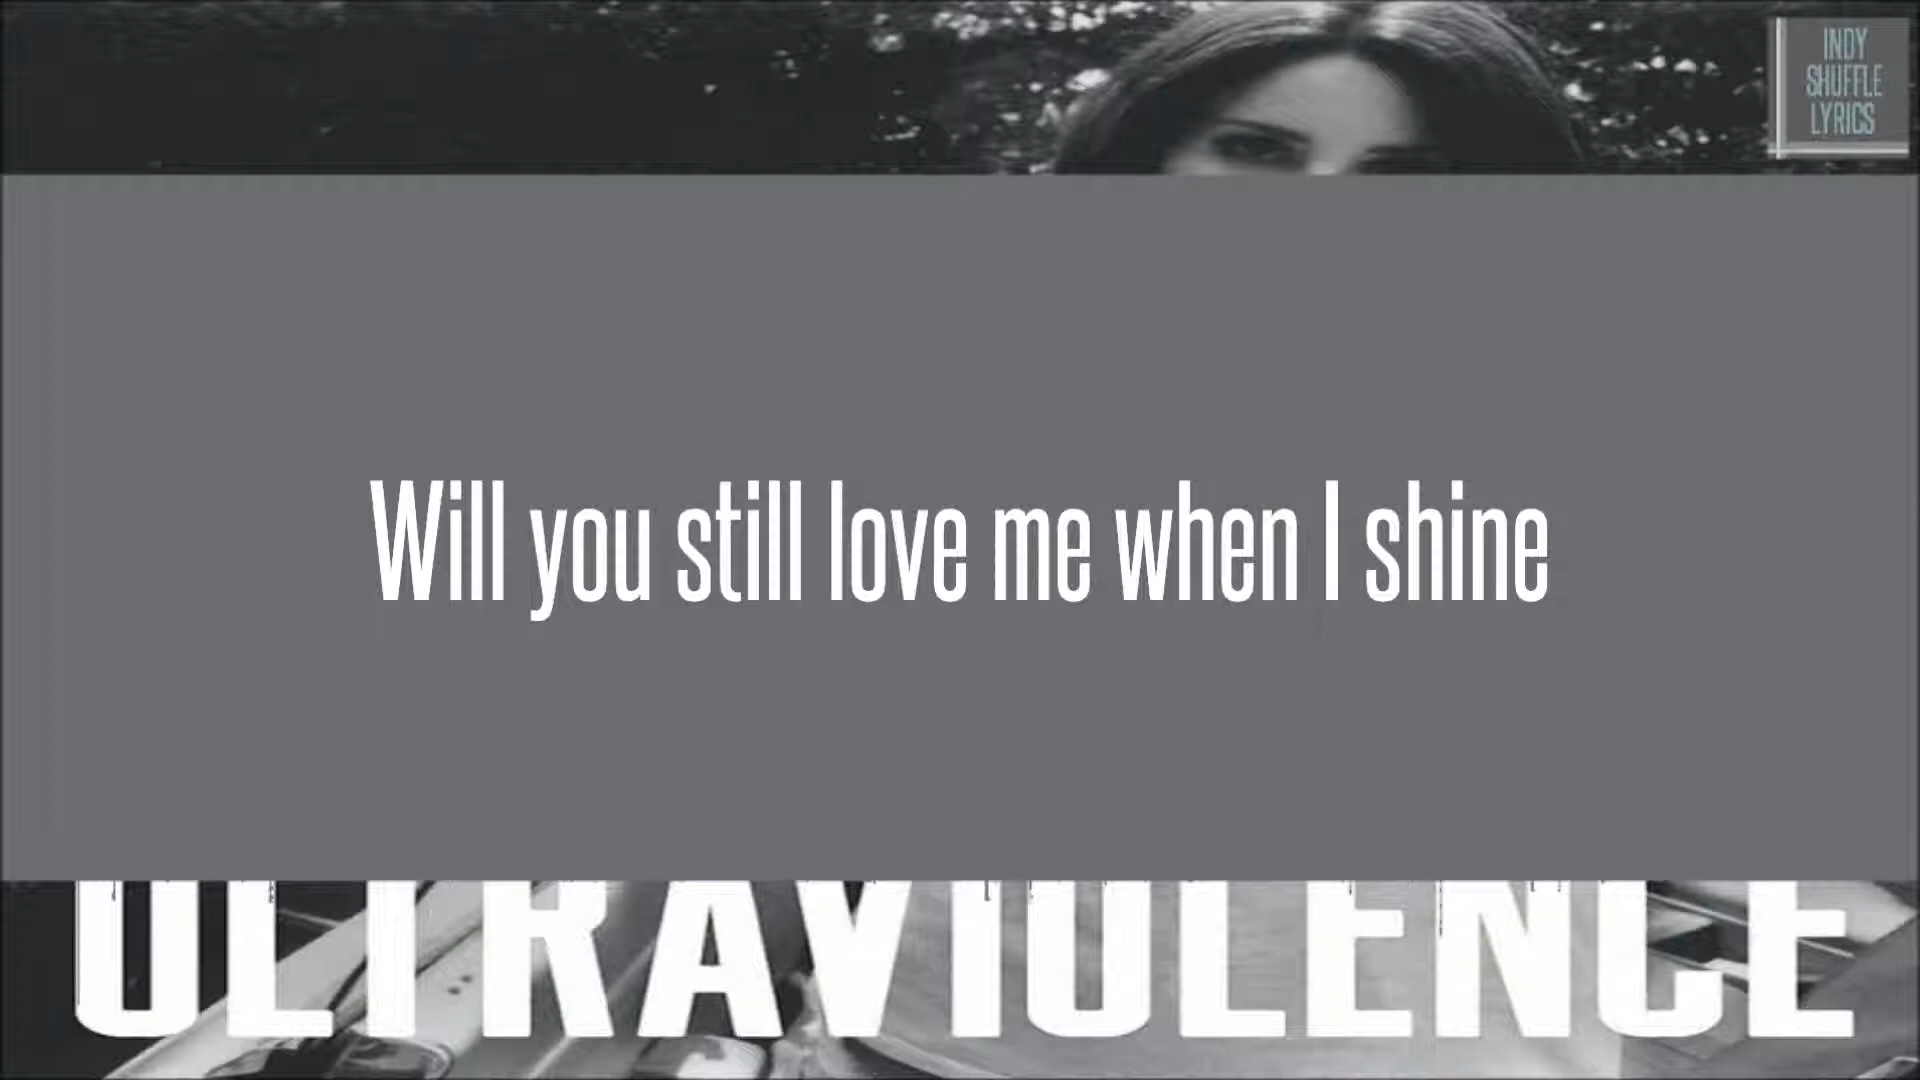 INDY
SHUFFLE
LYRICS
Will you still love me when I shine
ULTRAVIOLENCE